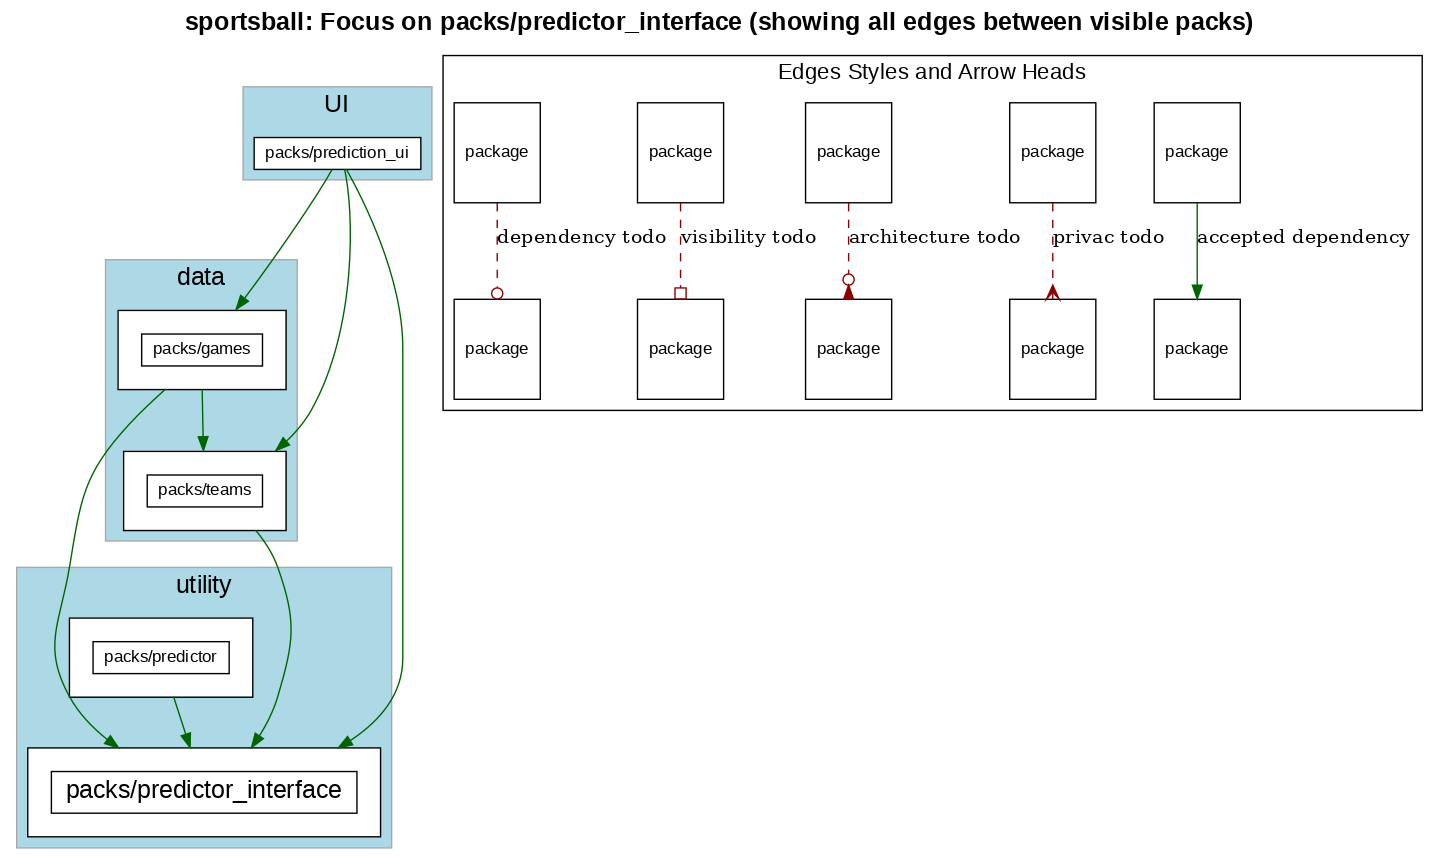 sportsball: Focus on packs/predictor_interface (showing all edges between visible packs)
UI
packs/prediction_ui
data
packs/games
packs/teams
utility
packs/predictor
packs/predictor_interface
Edges Styles and Arrow Heads
package
package
package
package
package
dependency todo
visibility todo
architecture todo
privac todo
accepted dependency
package
package
package
package
package